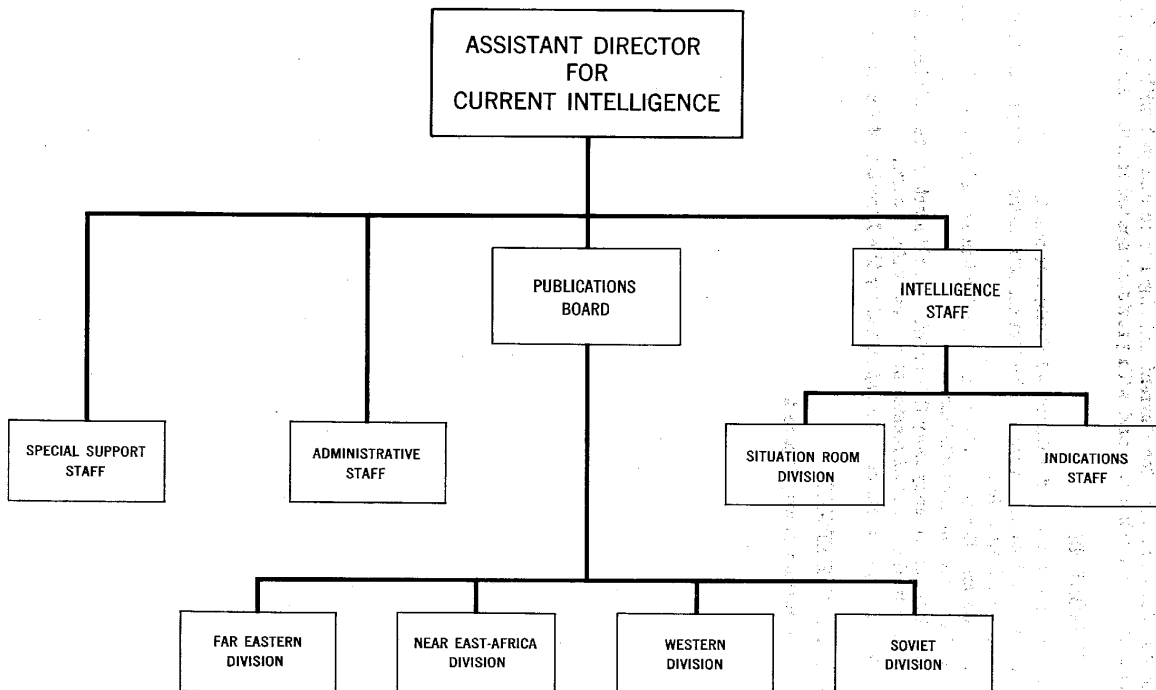 ASSISTANT DIRECTOR
FOR
CURRENT INTELLIGENCE
PUBLICATIONS
BOARD
INTELLIGENCE
STAFF
SPECIAL SUPPORT
STAFF
ADMINISTRATIVE
STAFF
SITUATION ROOM
DIVISION
INDICATIONS
STAFF
FAR EASTERN
DIVISION
NEAR EAST-AFRICA
DIVISION
WESTERN
DIVISION
SOVIET
DIVISION